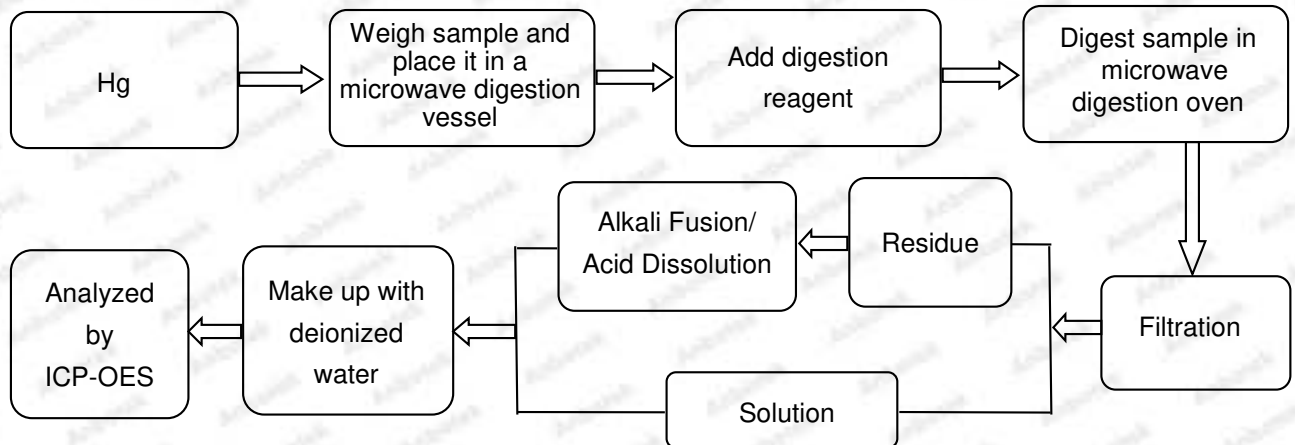 Hg
Weigh sample and
place it in a
microwave digestion
vessel
Add digestion
reagent
Digest sample in
microwave
digestion oven
Filtration
Residue
Alkali Fusion/
Acid Dissolution
Solution
Make up with
deionized
water
Analyzed
by
ICP-OES
Anbotek